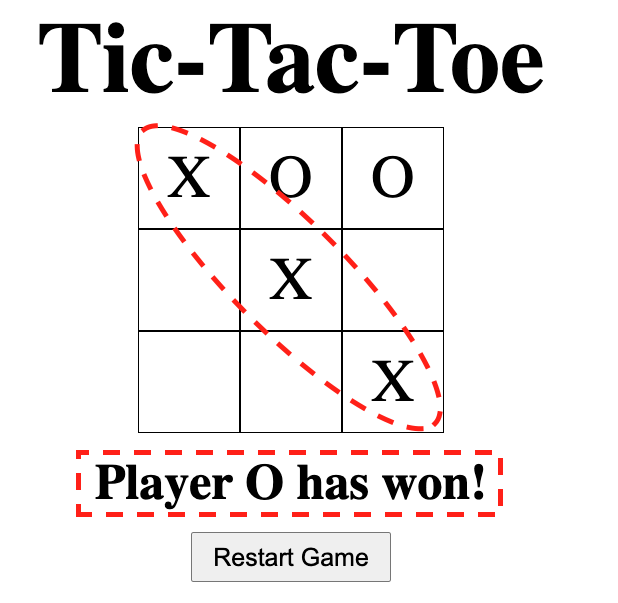 Tic-Tac-Toe
X O O
X
X
Player O has won!
Restart Game